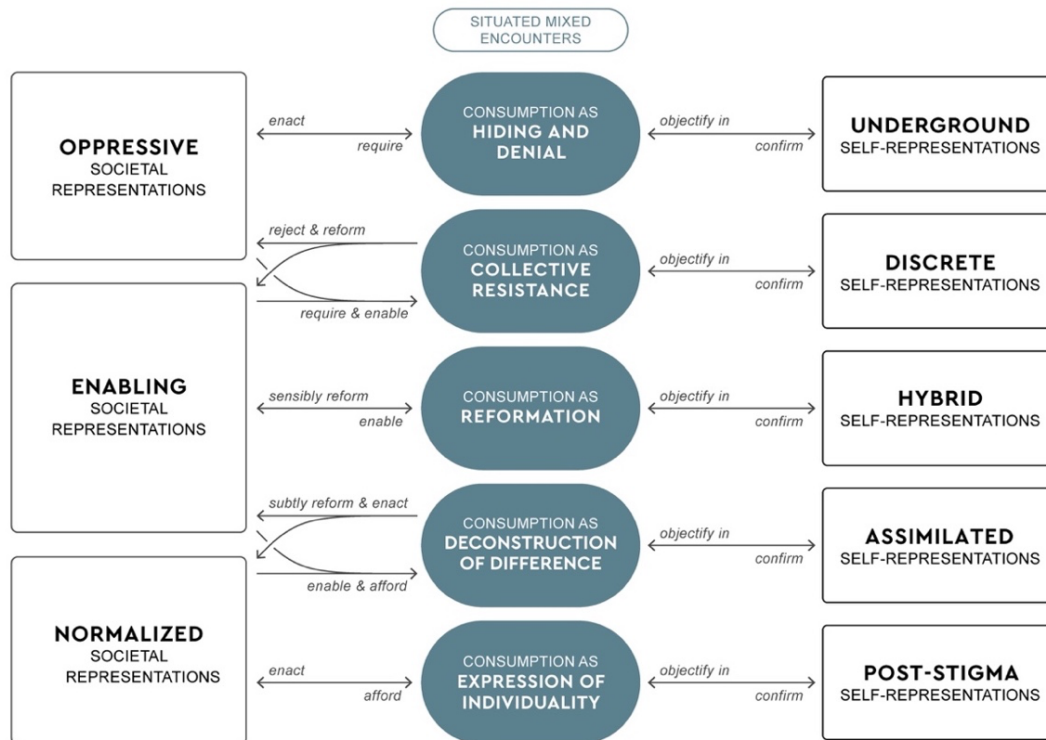 SITUATED MIXED
ENCOUNTERS
OPPRESSIVE
SOCIETAL
REPRESENTATIONS
enact
require
CONSUMPTION AS
HIDING AND
DENIAL
objectify in
confirm
UNDERGROUND
SELF-REPRESENTATIONS
reject & reform
require & enable
CONSUMPTION AS
COLLECTIVE
RESISTANCE
objectify in
confirm
DISCRETE
SELF-REPRESENTATIONS
ENABLING
SOCIETAL
REPRESENTATIONS
sensibly reform
enable
CONSUMPTION AS
REFORMATION
objectify in
confirm
HYBRID
SELF-REPRESENTATIONS
subtly reform & enact
enable & afford
CONSUMPTION AS
DECONSTRUCTION
OF DIFFERENCE
objectify in
confirm
ASSIMILATED
SELF-REPRESENTATIONS
NORMALIZED
SOCIETAL
REPRESENTATIONS
enact
afford
CONSUMPTION AS
EXPRESSION OF
INDIVIDUALITY
objectify in
confirm
POST-STIGMA
SELF-REPRESENTATIONS